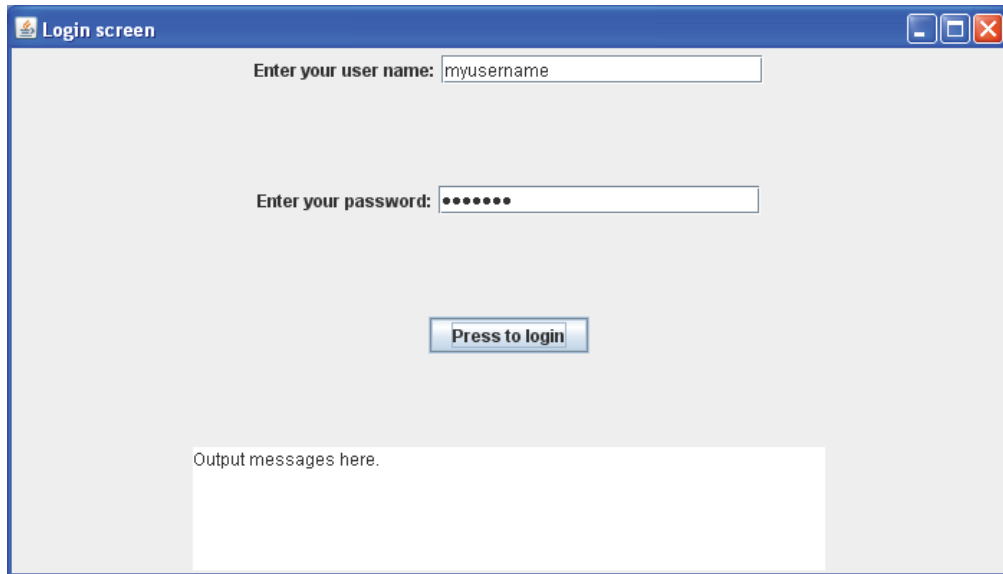 Login screen
Enter your user name: myusername
Enter your password: •••••••
Press to login
Output messages here.